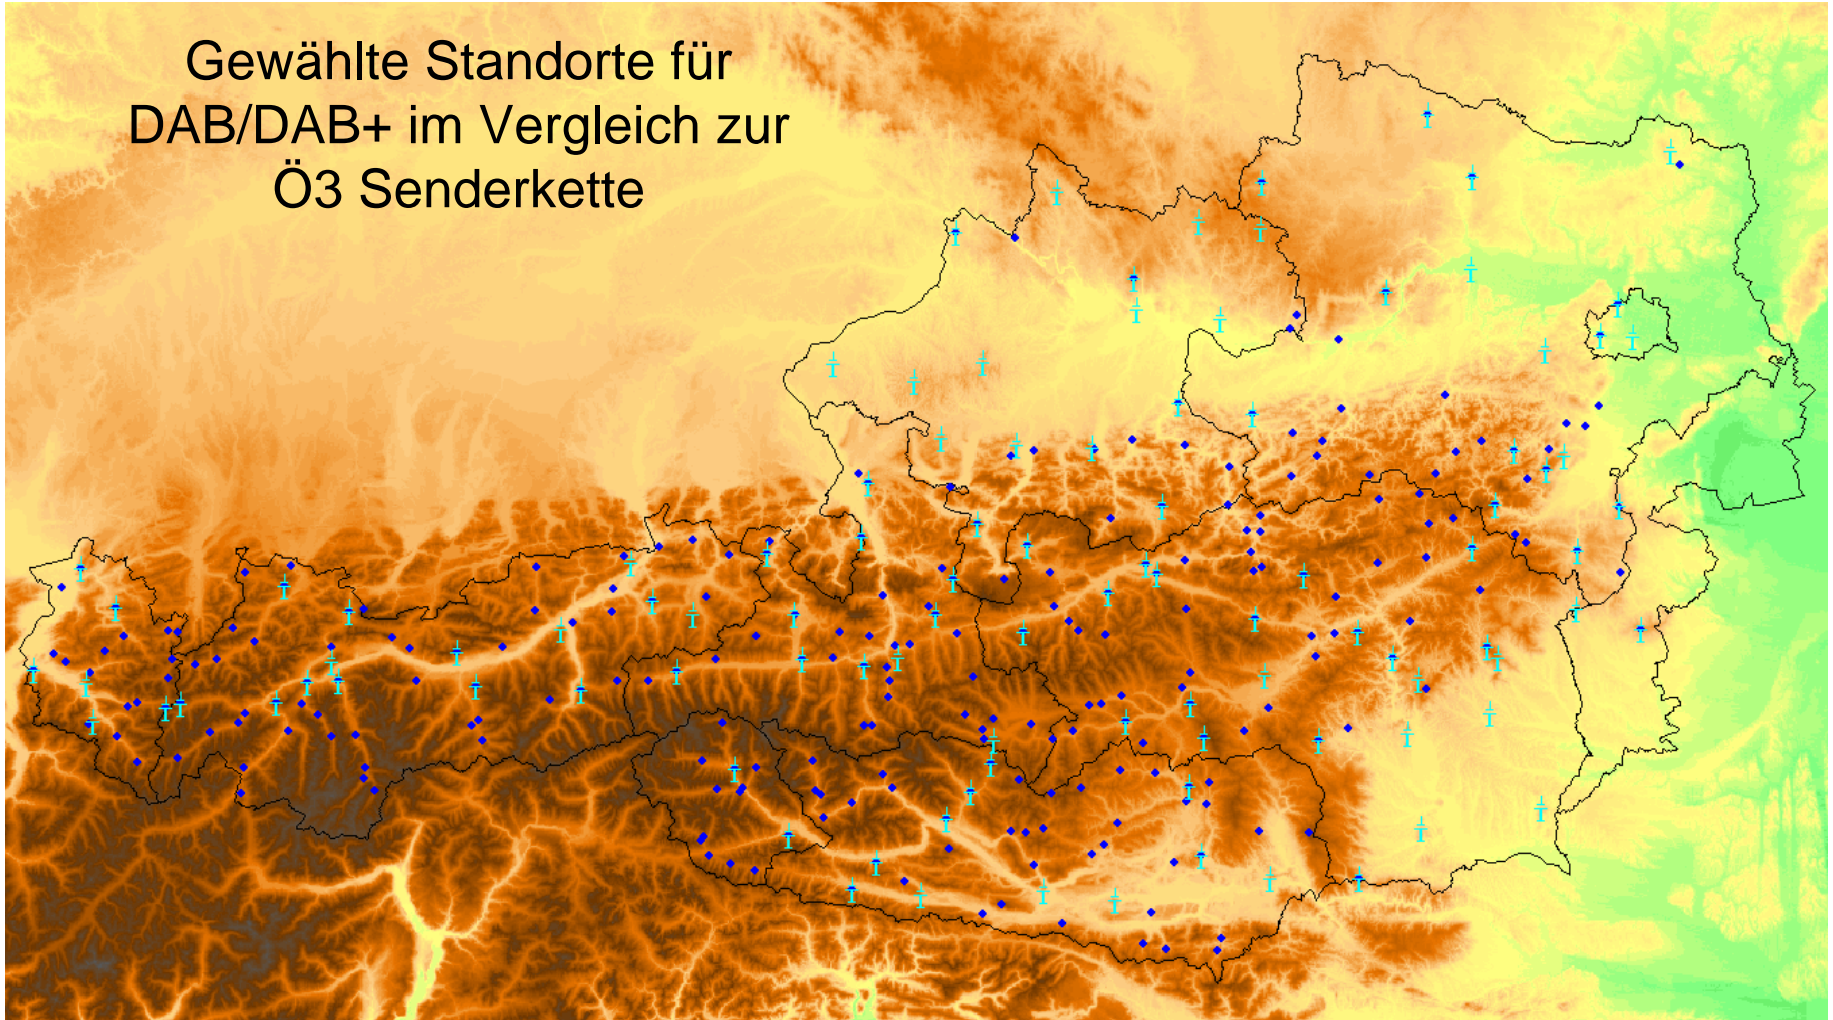 Gewählte Standorte für
DAB/DAB+ im Vergleich zur
Ö3 Senderkette